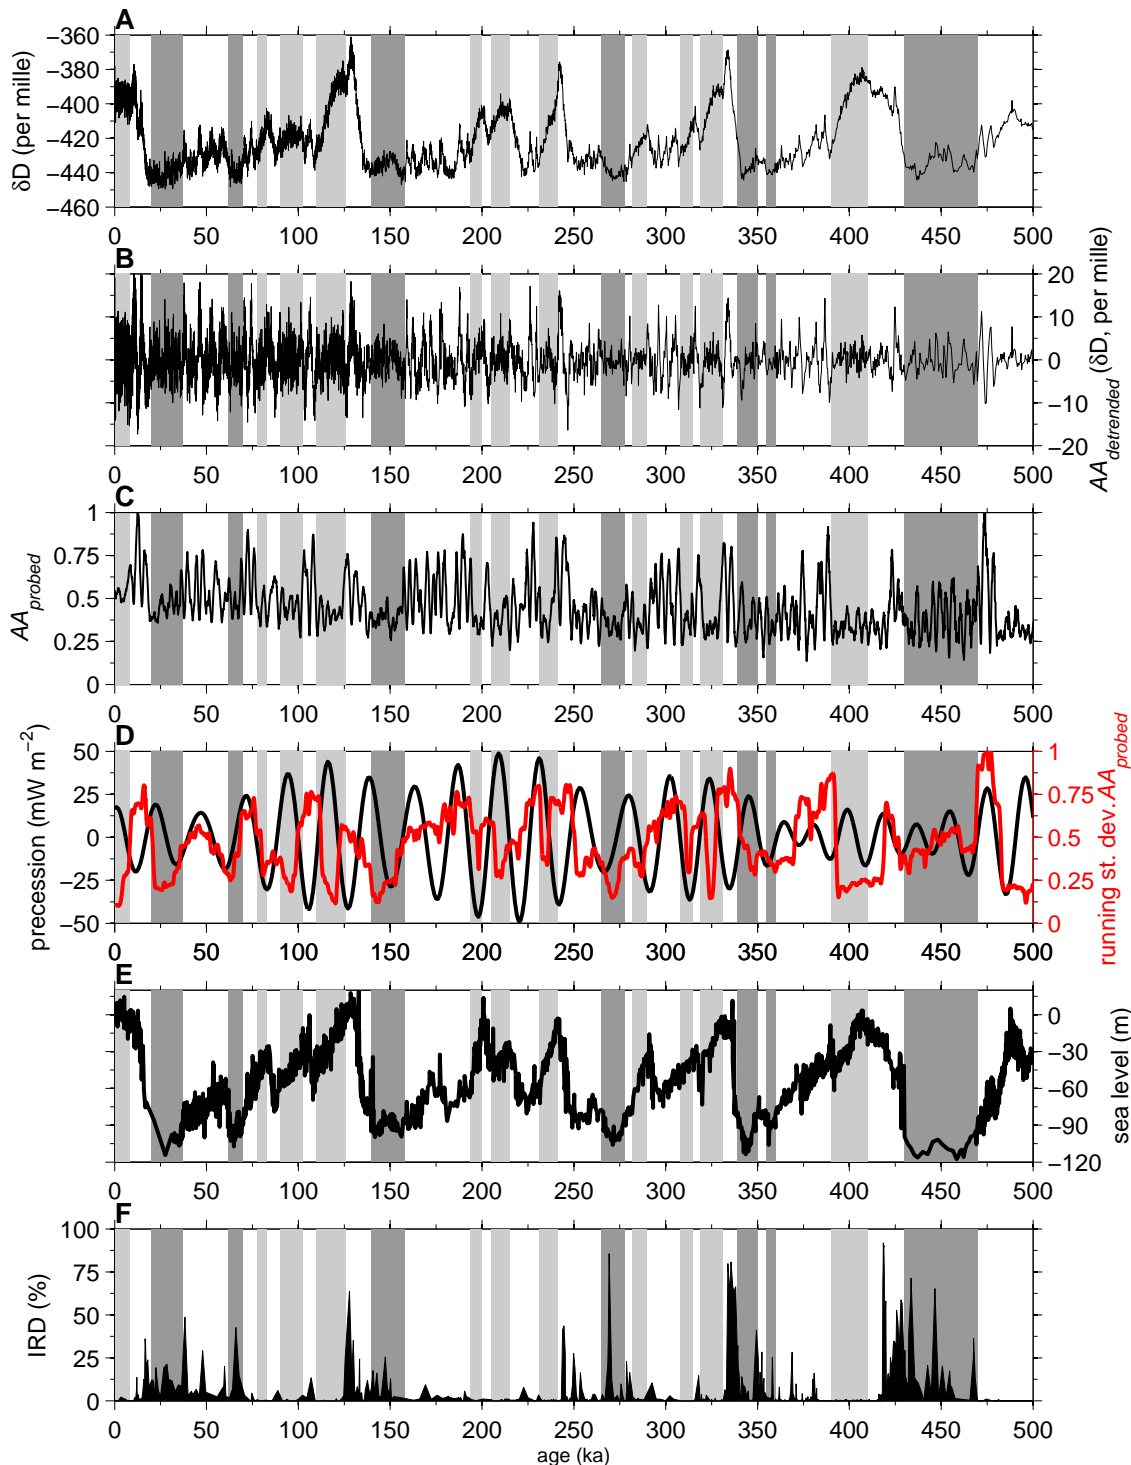 A
δD (per mille)
−360
−380
−400
−420
−440
−460
0 50 100 150 200 250 300 350 400 450 500
B
AAdetrended (δD, per mille)
20
10
0
−10
−20
0 50 100 150 200 250 300 350 400 450 500
C
AAprobed
1
0.75
0.5
0.25
0
0 50 100 150 200 250 300 350 400 450 500
D
precession (mW m−2)
50
25
0
−25
−50
running st. dev. AAprobed
1
0.75
0.5
0.25
0
0 50 100 150 200 250 300 350 400 450 500
E
sea level (m)
0
−30
−60
−90
−120
0 50 100 150 200 250 300 350 400 450 500
F
IRD (%)
100
75
50
25
0
0 50 100 150 200 250 300 350 400 450 500
age (ka)